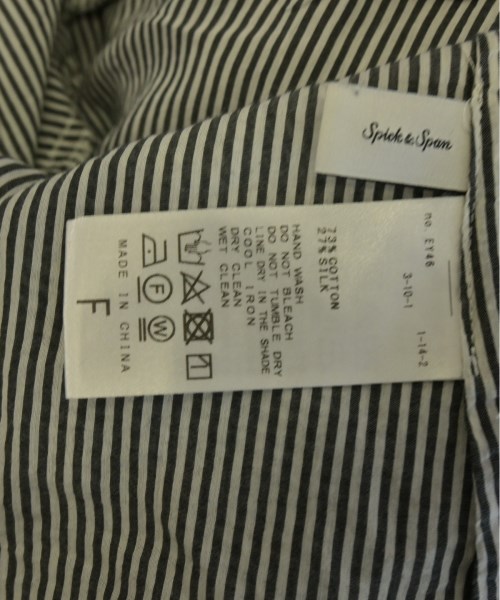 Spick & Span
no. EY46
3-10-1
1-14-2
73% COTTON
27% SILK
HAND WASH
DO NOT BLEACH
DO NOT TUMBLE DRY
LINE DRY IN THE SHADE
COOL IRON
DRY CLEAN
WET CLEAN
F
W
MADE IN CHINA
F